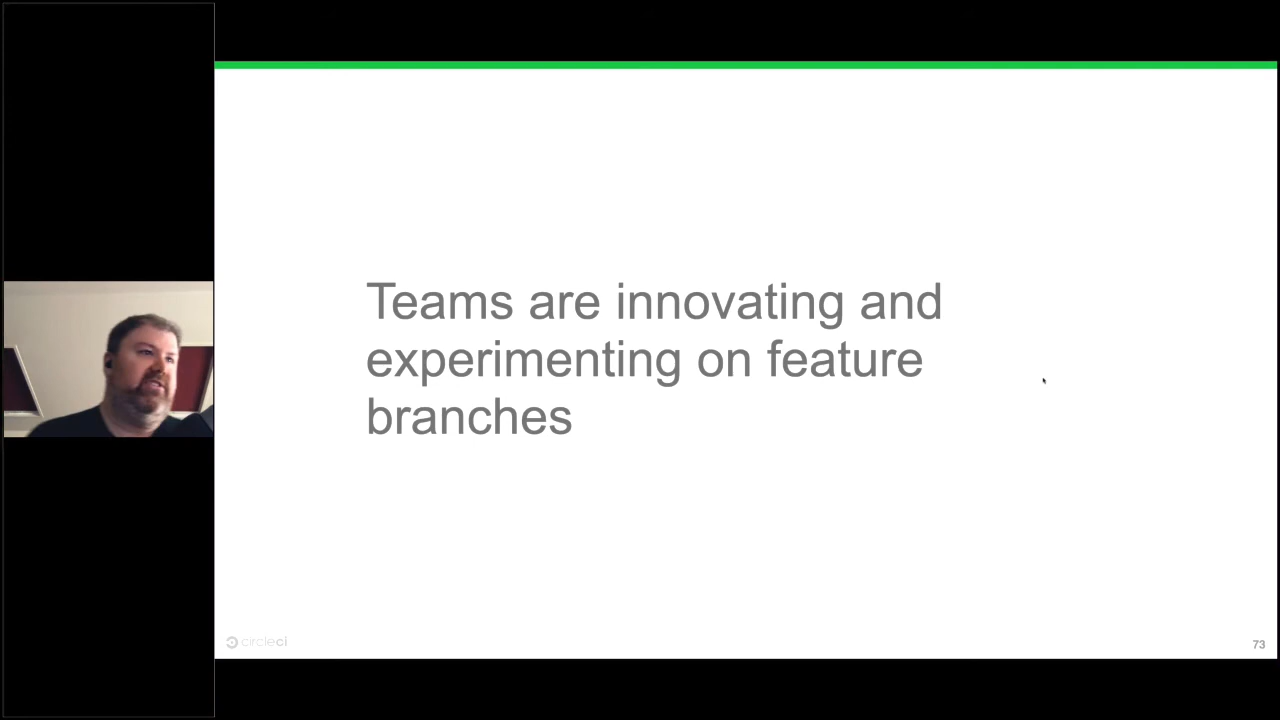 Teams are innovating and
experimenting on feature
branches
circleci
73